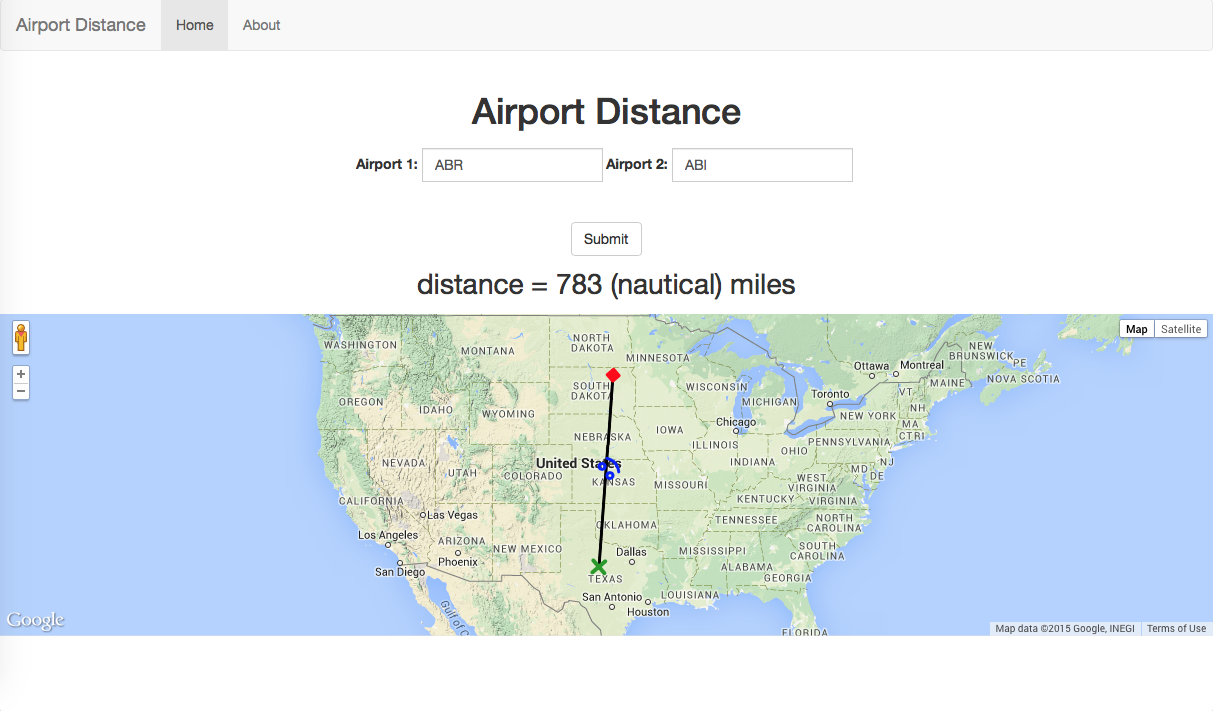 Airport Distance Home About
Airport Distance
Airport 1: ABR Airport 2: ABI
Submit
distance = 783 (nautical) miles
Map Satellite
+
−
WASHINGTON
MONTANA
NORTH
DAKOTA
MINNESOTA
OREGON
IDAHO
WYOMING
SOUTH
DAKOTA
WISCONSIN
MICHIGAN
Ottawa
Montreal
Toronto
NEW
BRUNSWICK
PE
NOVA SCOTIA
MAINE
VT
NH
NEW YORK
MA
CT RI
Chicago
IOWA
NEBRASKA
ILLINOIS
INDIANA
OHIO
PENNSYLVANIA
NJ
MD
DE
NEVADA
UTAH
COLORADO
United States
KANSAS
MISSOURI
WEST
VIRGINIA
KENTUCKY
VIRGINIA
CALIFORNIA
Las Vegas
Los Angeles
San Diego
ARIZONA
Phoenix
NEW MEXICO
OKLAHOMA
TENNESSEE
NORTH
CAROLINA
SOUTH
CAROLINA
Dallas
TEXAS
MISSISSIPPI
ALABAMA
GEORGIA
San Antonio
Houston
LOUISIANA
FLORIDA
Gulf of C
Google
Map data ©2015 Google, INEGI Terms of Use